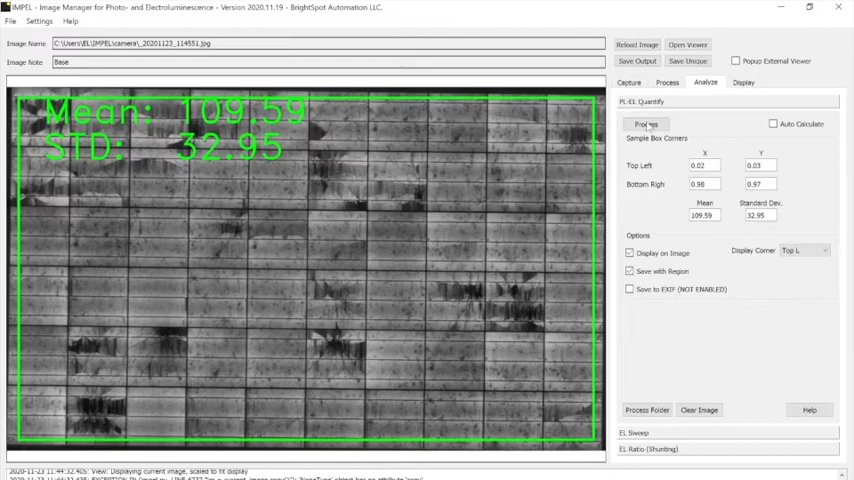 IMPEL - Image Manager for Photo- and Electroluminescence - Version 2020.11.19 - BrightSpot Automation LLC.
File Settings Help
Image Name C:\Users\EL\IMPEL\camera\_20201123_114551.jpg
Reload Image Open Viewer
Image Note Base
Save Output Save Unique Popup External Viewer
Capture Process Analyze Display
PL-EL Quantify
Mean: 109.59
STD: 32.95
Process Auto Calculate
Sample Box Corners
X Y
Top Left 0.02 0.03
Bottom Righ 0.98 0.97
Mean Standard Dev.
109.59 32.95
Options
Display on Image Display Corner Top L
Save with Region
Save to EXIF (NOT ENABLED)
Process Folder Clear Image Help
EL Sweep
EL Ratio (Shunting)
2020-11-23 11:44:32.405: View: Displaying current image, scaled to fit display